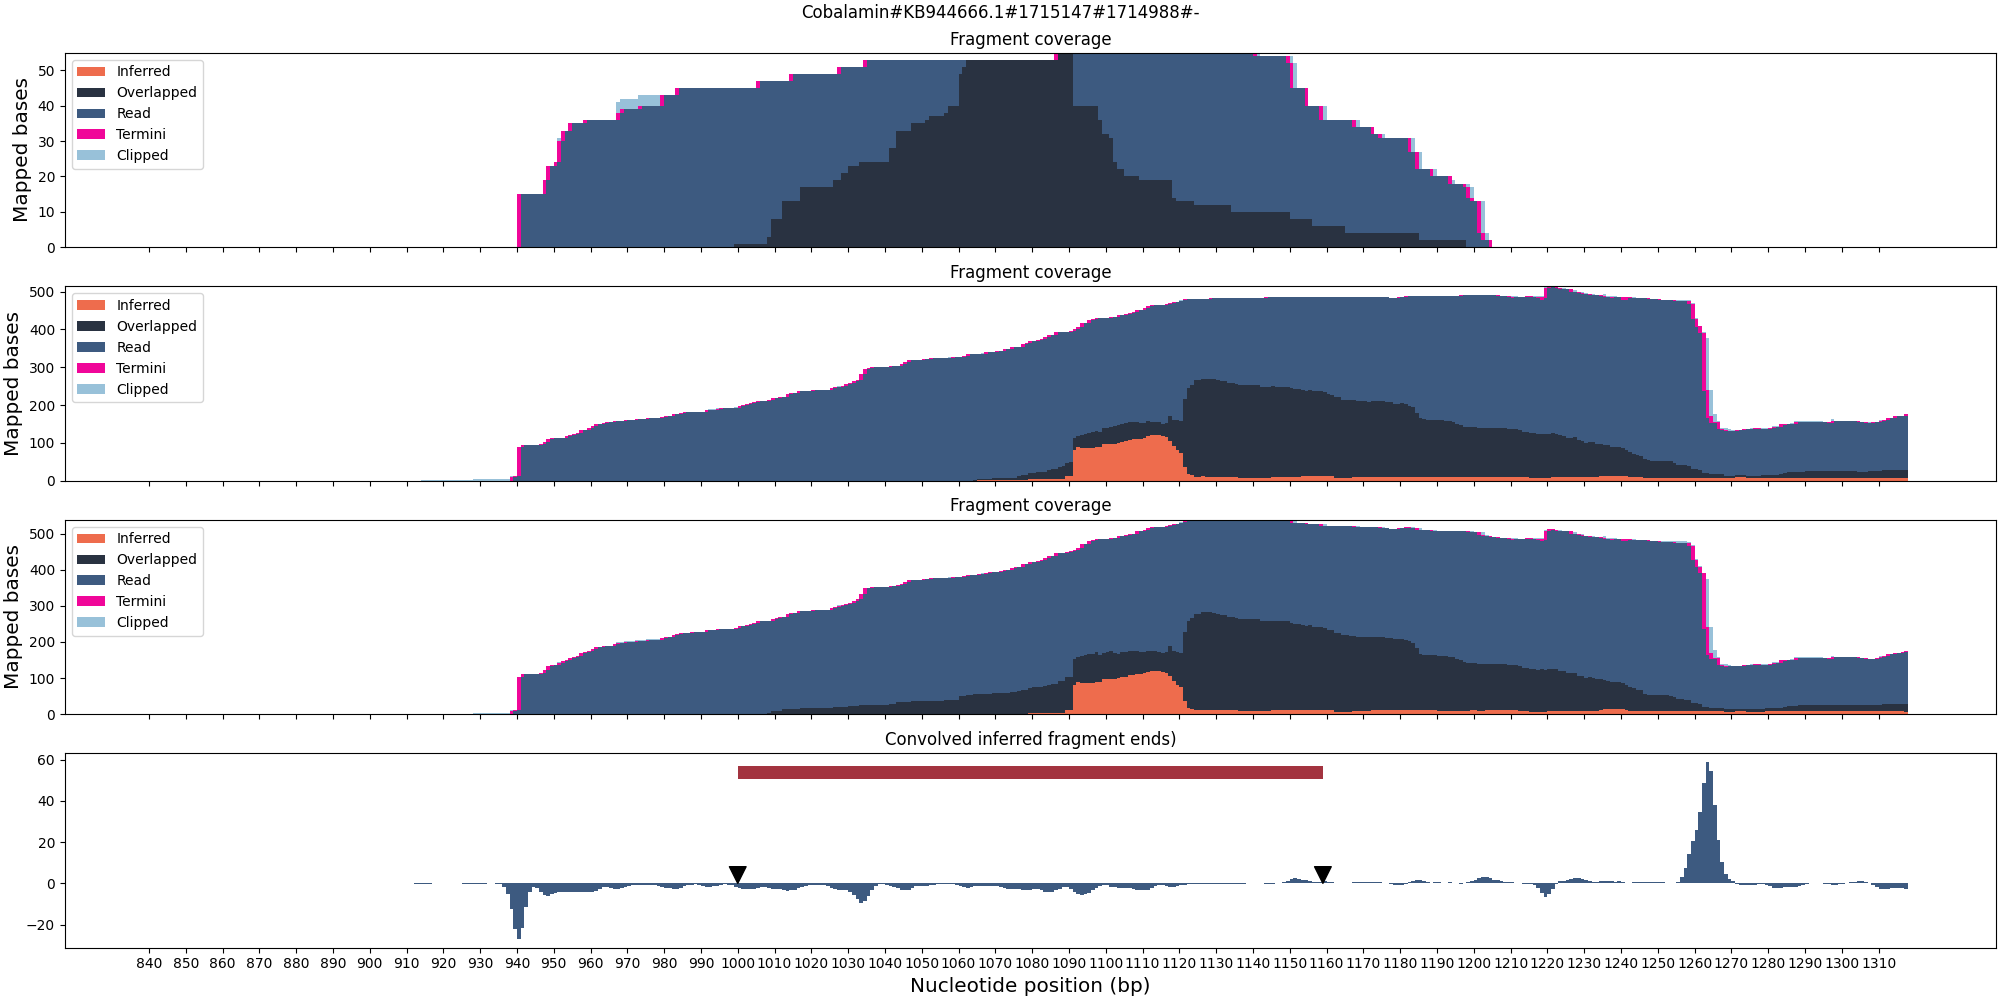 Cobalamin#KB944666.1#1715147#1714988#-
Fragment coverage
Mapped bases
50
40
30
20
10
0
Inferred
Overlapped
Read
Termini
Clipped
Fragment coverage
Mapped bases
500
400
300
200
100
0
Inferred
Overlapped
Read
Termini
Clipped
Fragment coverage
Mapped bases
500
400
300
200
100
0
Inferred
Overlapped
Read
Termini
Clipped
Convolved inferred fragment ends)
60
40
20
0
−20
840 850 860 870 880 890 900 910 920 930 940 950 960 970 980 990 1000 1010 1020 1030 1040 1050 1060 1070 1080 1090 1100 1110 1120 1130 1140 1150 1160 1170 1180 1190 1200 1210 1220 1230 1240 1250 1260 1270 1280 1290 1300 1310
Nucleotide position (bp)